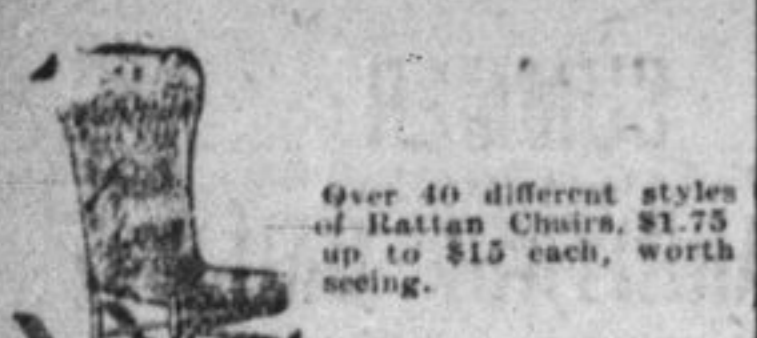 Over 40 different styles
of Rattan Chairs, $1.75
up to $15 each, worth
seeing.